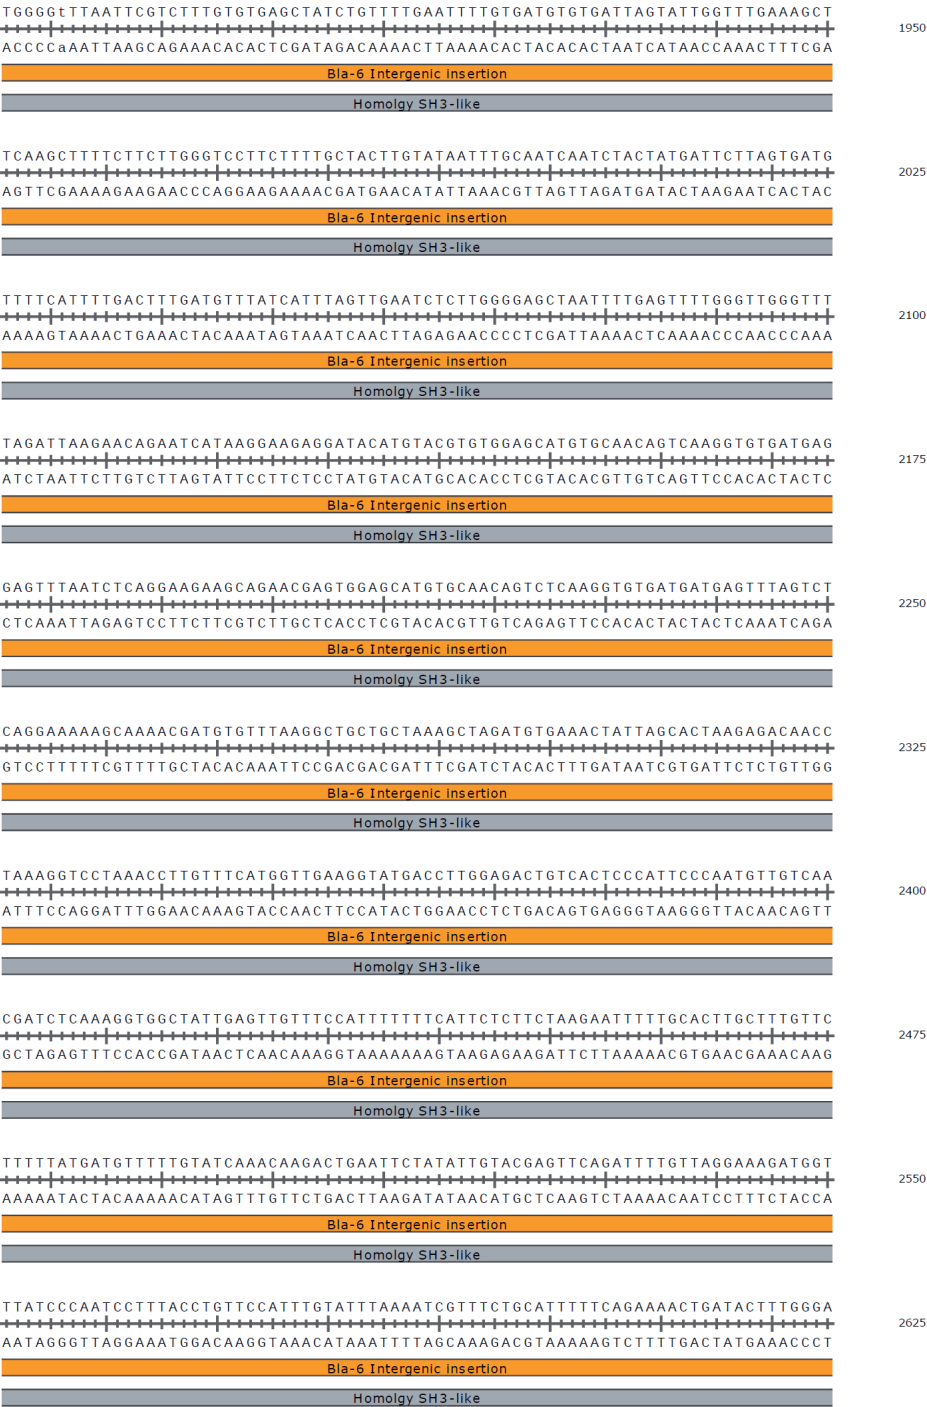 TGGGGtTTAATTCGTCTTTGTGTGAGCTATCTGTTTTGAATTTTGTGATGTGTGATTAGTATTGGTTTGAAAGCT
1950
ACCCCaAATTAAGCAGAAACACACTCGATAGACAAAACTTAAAACACTACACACTAATCATAACCAAACTTTCGA
Bla-6 Intergenic insertion
Homolgy SH3-like
TCAAGCTTTTCTTCTTGGGTCCTTCTTTTGCTACTTGTATAATTTGCAATCAATCTACTATGATTCTTAGTGATG
2025
AGTTCGAAAAGAAGAACCCAGGAAGAAAACGATGAACATATTAAACGTTAGTTAGATGATACTAAGAATCACTAC
Bla-6 Intergenic insertion
Homolgy SH3-like
TTTTCATTTTGACTTTGATGTTTATCATTTAGTTGAATCTCTTGGGGAGCTAATTTTGAGTTTTGGGTTGGGTTT
2100
AAAAGTAAAACTGAAACTACAAATAGTAAATCAACTTAGAGAACCCCTCGATTAAAACTCAAAACCCAACCCAAA
Bla-6 Intergenic insertion
Homolgy SH3-like
TAGATTAAGAACAGAATCATAAGGAAGAGGATACATGTACGTGTGGAGCATGTGCAACAGTCAAGGTGTGATGAG
2175
ATCTAATTCTTGTCTTAGTATTCCTTCTCCTATGTACATGCACACCTCGTACACGTTGTCAGTTCCACACTACTC
Bla-6 Intergenic insertion
Homolgy SH3-like
GAGTTTAATCTCAGGAAGAAGCAGAACGAGTGGAGCATGTGCAACAGTCTCAAGGTGTGATGATGAGTTTAGTCT
2250
CTCAAATTAGAGTCCTTCTTCGTCTTGCTCACCTCGTACACGTTGTCAGAGTTCCACACTACTACTCAAATCAGA
Bla-6 Intergenic insertion
Homolgy SH3-like
CAGGAAAAAGCAAAACGATGTGTTTAAGGCTGCTGCTAAAGCTAGATGTGAAACTATTAGCACTAAGAGACAACC
2325
GTCCTTTTTCGTTTTGCTACACAAATTCCGACGACGATTTCGATCTACACTTTGATAATCGTGATTCTCTGTTGG
Bla-6 Intergenic insertion
Homolgy SH3-like
TAAAGGTCCTAAACCTTGTTTCATGGTTGAAGGTATGACCTTGGAGACTGTCACTCCCATTCCCAATGTTGTCAA
2400
ATTTCCAGGATTTGGAACAAAGTACCAACTTCCATACTGGAACCTCTGACAGTGAGGGTAAGGGTTACAACAGTT
Bla-6 Intergenic insertion
Homolgy SH3-like
CGATCTCAAAGGTGGCTATTGAGTTGTTTCCATTTTTTTCATTCTCTTCTAAGAATTTTTGCACTTGCTTTGTTC
2475
GCTAGAGTTTCCACCGATAACTCAACAAAGGTAAAAAAAGTAAGAGAAGATTCTTAAAAACGTGAACGAAACAAG
Bla-6 Intergenic insertion
Homolgy SH3-like
TTTTTATGATGTTTTTGTATCAAACAAGACTGAATTCTATATTGTACGAGTTCAGATTTTGTTAGGAAAGATGGT
2550
AAAAATACTACAAAAACATAGTTTGTTCTGACTTAAGATATAACATGCTCAAGTCTAAAACAATCCTTTCTACCA
Bla-6 Intergenic insertion
Homolgy SH3-like
TTATCCCAATCCTTTACCTGTTCCATTTGTATTTAAAATCGTTTCTGCATTTTTCAGAAAACTGATACTTTGGGA
2625
AATAGGGTTAGGAAATGGACAAGGTAAACATAAATTTTAGCAAAGACGTAAAAAGTCTTTTGACTATGAAACCCT
Bla-6 Intergenic insertion
Homolgy SH3-like